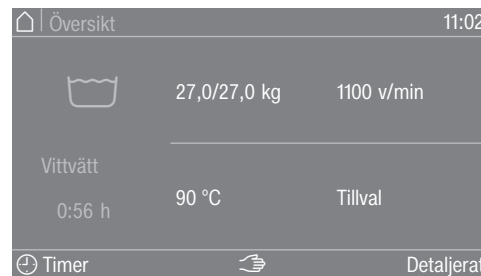 Översikt 11:02
27,0/27,0 kg 1100 v/min
Vittvätt
90 °C Tillval
0:56 h
Timer Detaljerat